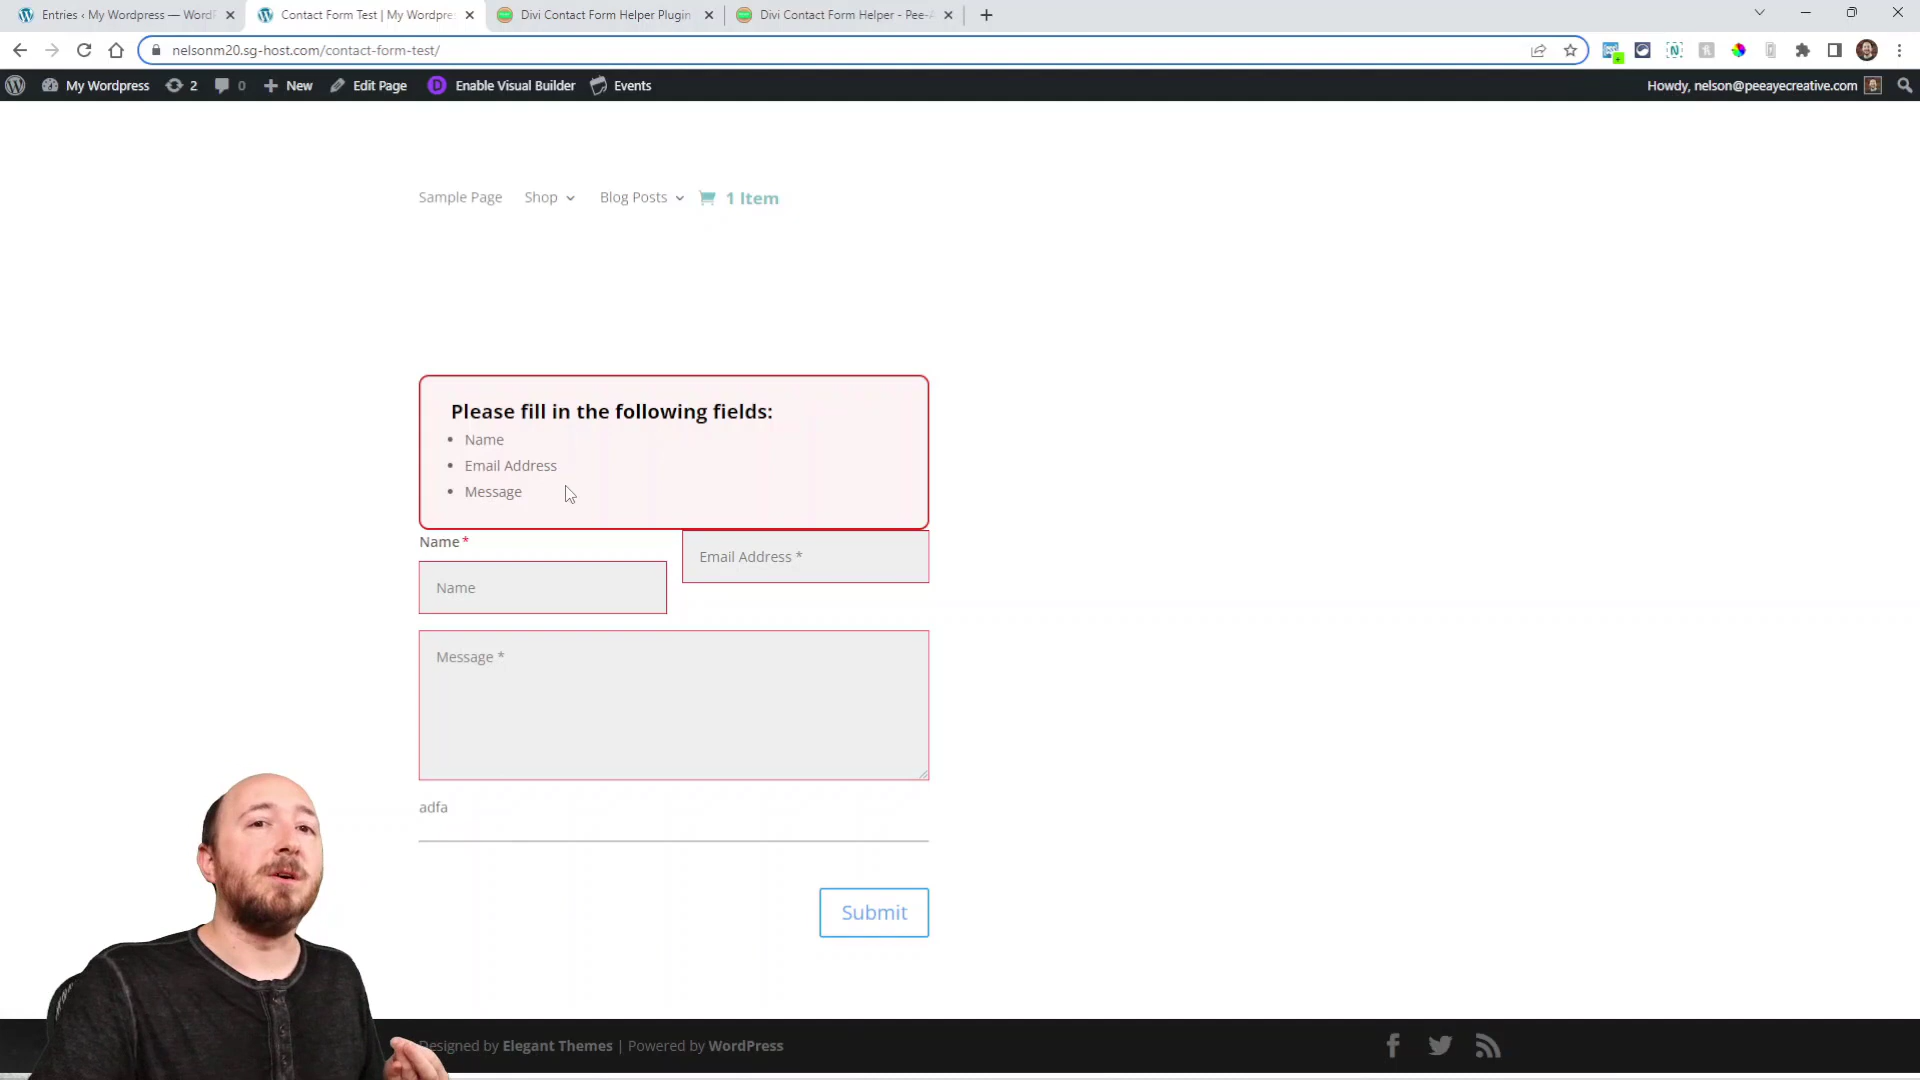 Entries ‹ My Wordpress — WordP
Contact Form Test | My Wordpre
Divi Contact Form Helper Plugin
Divi Contact Form Helper - Pee-A
nelsonm20.sg-host.com/contact-form-test/
My Wordpress 2 0 New Edit Page Enable Visual Builder Events Howdy, nelson@peeayecreative.com
Sample Page Shop Blog Posts 1 Item
Please fill in the following fields:
• Name
• Email Address
• Message
Name *
Email Address *
Name
Message *
adfa
Submit
Designed by Elegant Themes | Powered by WordPress